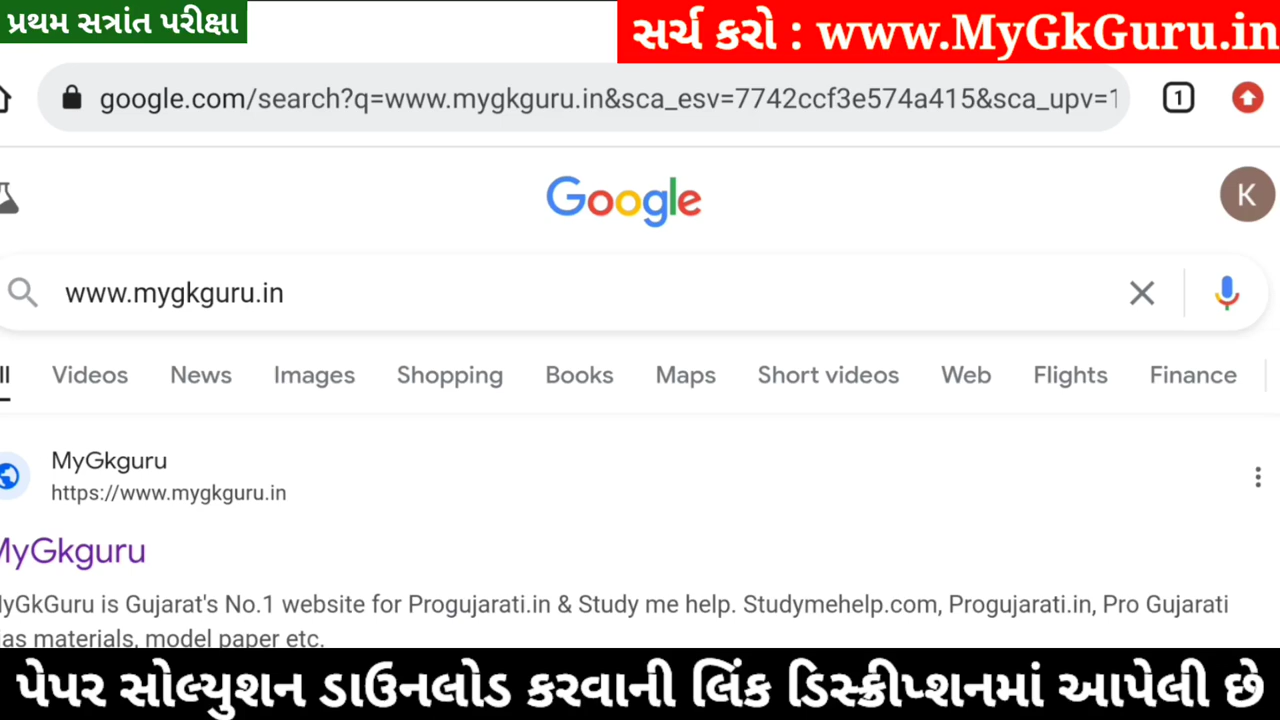 પ્રથમ સત્રાંત પરીક્ષા
સર્ચ કરો : www.MyGkGuru.in
google.com/search?q=www.mygkguru.in&sca_esv=7742ccf3e574a415&sca_upv=1
1
Google
K
www.mygkguru.in
ll Videos News Images Shopping Books Maps Short videos Web Flights Finance
MyGkguru
https://www.mygkguru.in
MyGkguru
yGkGuru is Gujarat's No.1 website for Progujarati.in & Study me help. Studymehelp.com, Progujarati.in, Pro Gujarati
as materials, model paper etc.
પેપર સોલ્યુશન ડાઉનલોડ કરવાની લિંક ડિસ્ક્રીપ્શનમાં આપેલી છે